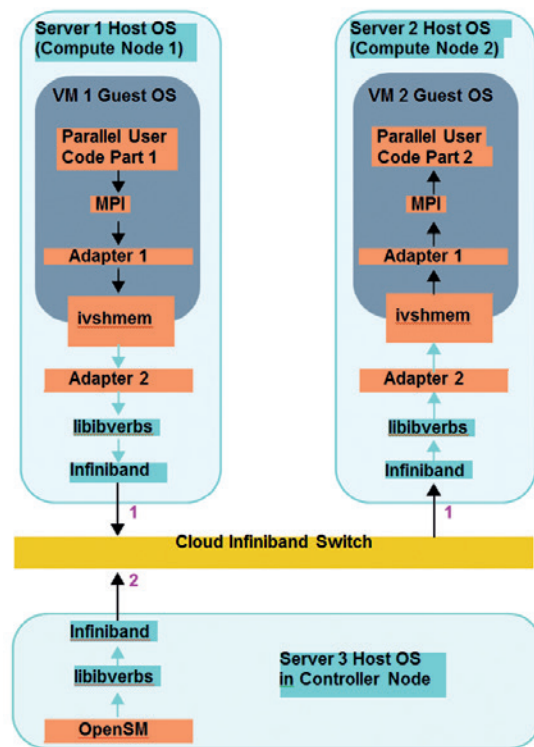 Server 1 Host OS
(Compute Node 1)
VM 1 Guest OS
Parallel User
Code Part 1
MPI
Adapter 1
ivshmem
Adapter 2
libibverbs
Infiniband
1
Server 2 Host OS
(Compute Node 2)
VM 2 Guest OS
Parallel User
Code Part 2
MPI
Adapter 1
ivshmem
Adapter 2
libibverbs
Infiniband
1
Cloud Infiniband Switch
2
Infiniband
libibverbs
OpenSM
Server 3 Host OS
in Controller Node